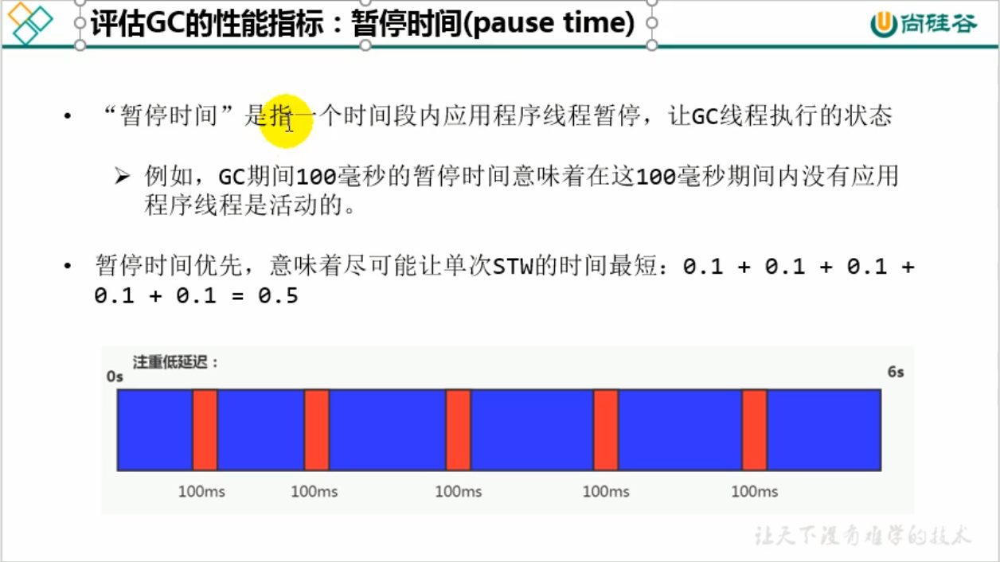 评估GC的性能指标：暂停时间(pause time)
尚硅谷
• “暂停时间”是指一个时间段内应用程序线程暂停，让GC线程执行的状态
➢ 例如，GC期间100毫秒的暂停时间意味着在这100毫秒期间内没有应用
程序线程是活动的。
• 暂停时间优先，意味着尽可能让单次STW的时间最短：0.1 + 0.1 + 0.1 +
0.1 + 0.1 = 0.5
注重低延迟：
0s
6s
100ms
100ms
100ms
100ms
100ms
让天下没有难学的技术